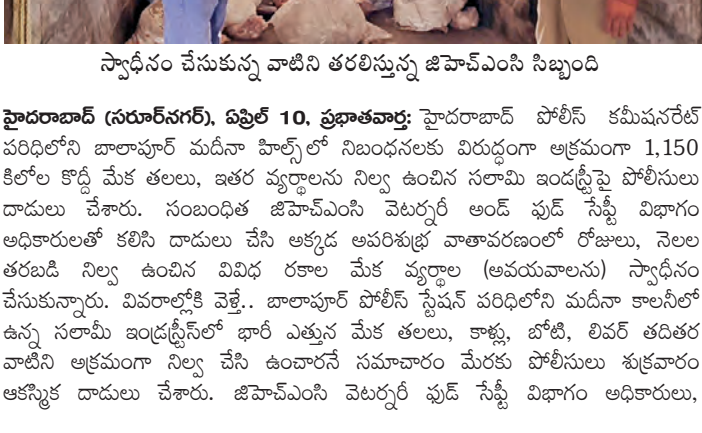 స్వాధీనం చేసుకున్న వాటిని తరలిస్తున్న జిహెచ్ఎంసి సిబ్బంది
హైదరాబాద్ (సరూర్‌నగర్), ఏప్రిల్ 10, ప్రభాతవార్త: హైదరాబాద్ పోలీస్ కమీషనరేట్
పరిధిలోని బాలాపూర్ మదీనా హిల్స్‌లో నిబంధనలకు విరుద్ధంగా అక్రమంగా 1,150
కిలోల కొద్దీ మేక తలలు, ఇతర వ్యర్థాలను నిల్వ ఉంచిన సలామి ఇండస్ట్రీపై పోలీసులు
దాడులు చేశారు. సంబంధిత జిహెచ్ఎంసి వెటర్నరీ అండ్ ఫుడ్ సేఫ్టీ విభాగం
అధికారులతో కలిసి దాడులు చేసి అక్కడ అపరిశుభ్ర వాతావరణంలో రోజులు, నెలల
తరబడి నిల్వ ఉంచిన వివిధ రకాల మేక వ్యర్థాల (అవయవాలను) స్వాధీనం
చేసుకున్నారు. వివరాల్లోకి వెళ్తే.. బాలాపూర్ పోలీస్ స్టేషన్ పరిధిలోని మదీనా కాలనీలో
ఉన్న సలామీ ఇండ్రస్ట్రీస్‌లో భారీ ఎత్తున మేక తలలు, కాళ్లు, బోటి, లివర్ తదితర
వాటిని అక్రమంగా నిల్వ చేసి ఉంచారనే సమాచారం మేరకు పోలీసులు శుక్రవారం
ఆకస్మిక దాడులు చేశారు. జిహెచ్ఎంసి వెటర్నరీ ఫుడ్ సేఫ్టీ విభాగం అధికారులు,